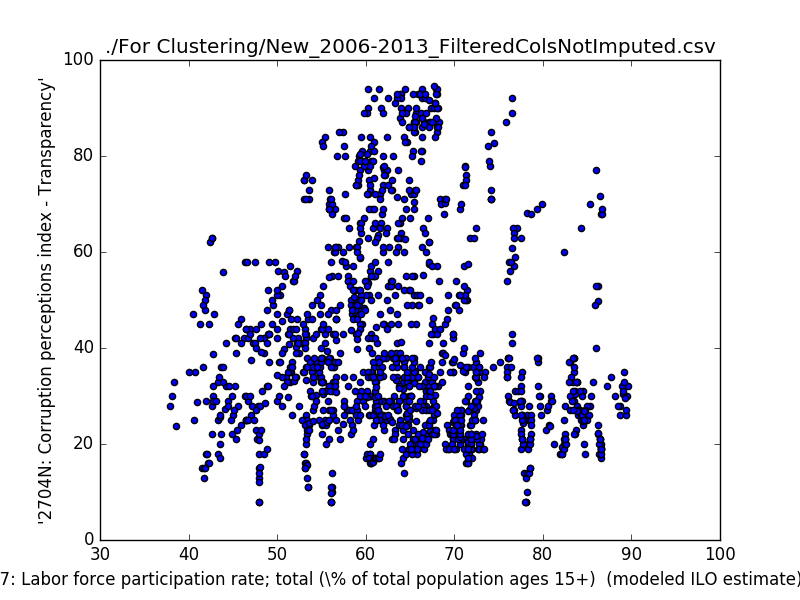 ./For Clustering/New_2006-2013_FilteredColsNotImputed.csv
100
80
60
40
20
0
'2704N: Corruption perceptions index - Transparency'
30 40 50 60 70 80 90 100
7: Labor force participation rate; total (\% of total population ages 15+) (modeled ILO estimate)